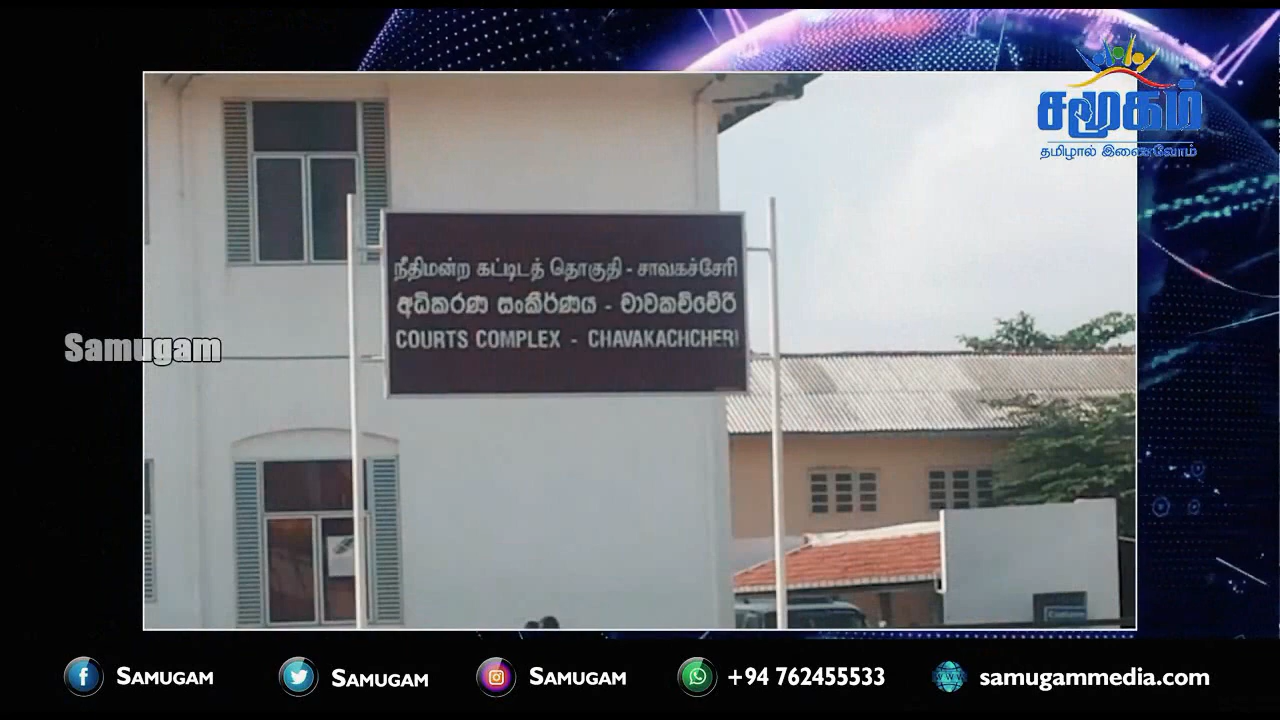 சமூகம்
தமிழால் இணைவோம்
நீதிமன்ற கட்டிடத் தொகுதி - சாவகச்சேரி
අධිකරණ සංකීර්ණය - චාවකච්චේරි
COURTS COMPLEX - CHAVAKACHCHERI
Samugam
SAMUGAM SAMUGAM SAMUGAM +94 762455533 samugammedia.com